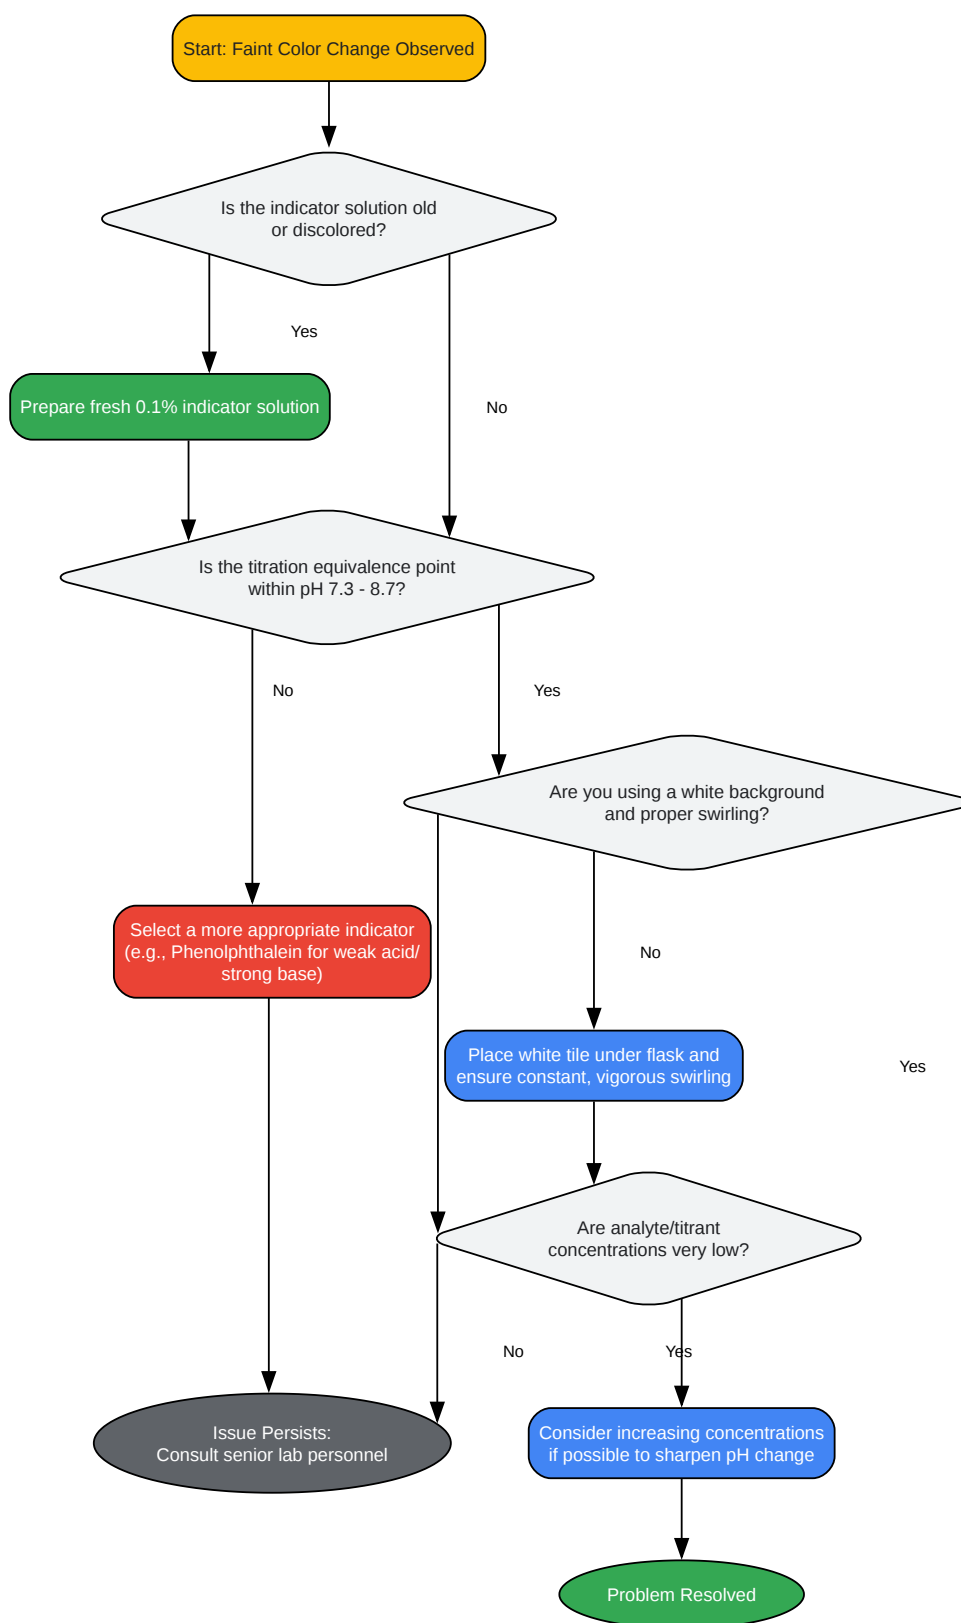 Start: Faint Color Change Observed
Is the indicator solution old
or discolored?
Yes
Prepare fresh 0.1% indicator solution
No
Is the titration equivalence point
within pH 7.3 - 8.7?
No
Yes
Are you using a white background
and proper swirling?
Select a more appropriate indicator
(e.g., Phenolphthalein for weak acid/
strong base)
No
Place white tile under flask and
ensure constant, vigorous swirling
Yes
Are analyte/titrant
concentrations very low?
No
Yes
Issue Persists:
Consult senior lab personnel
Consider increasing concentrations
if possible to sharpen pH change
Problem Resolved